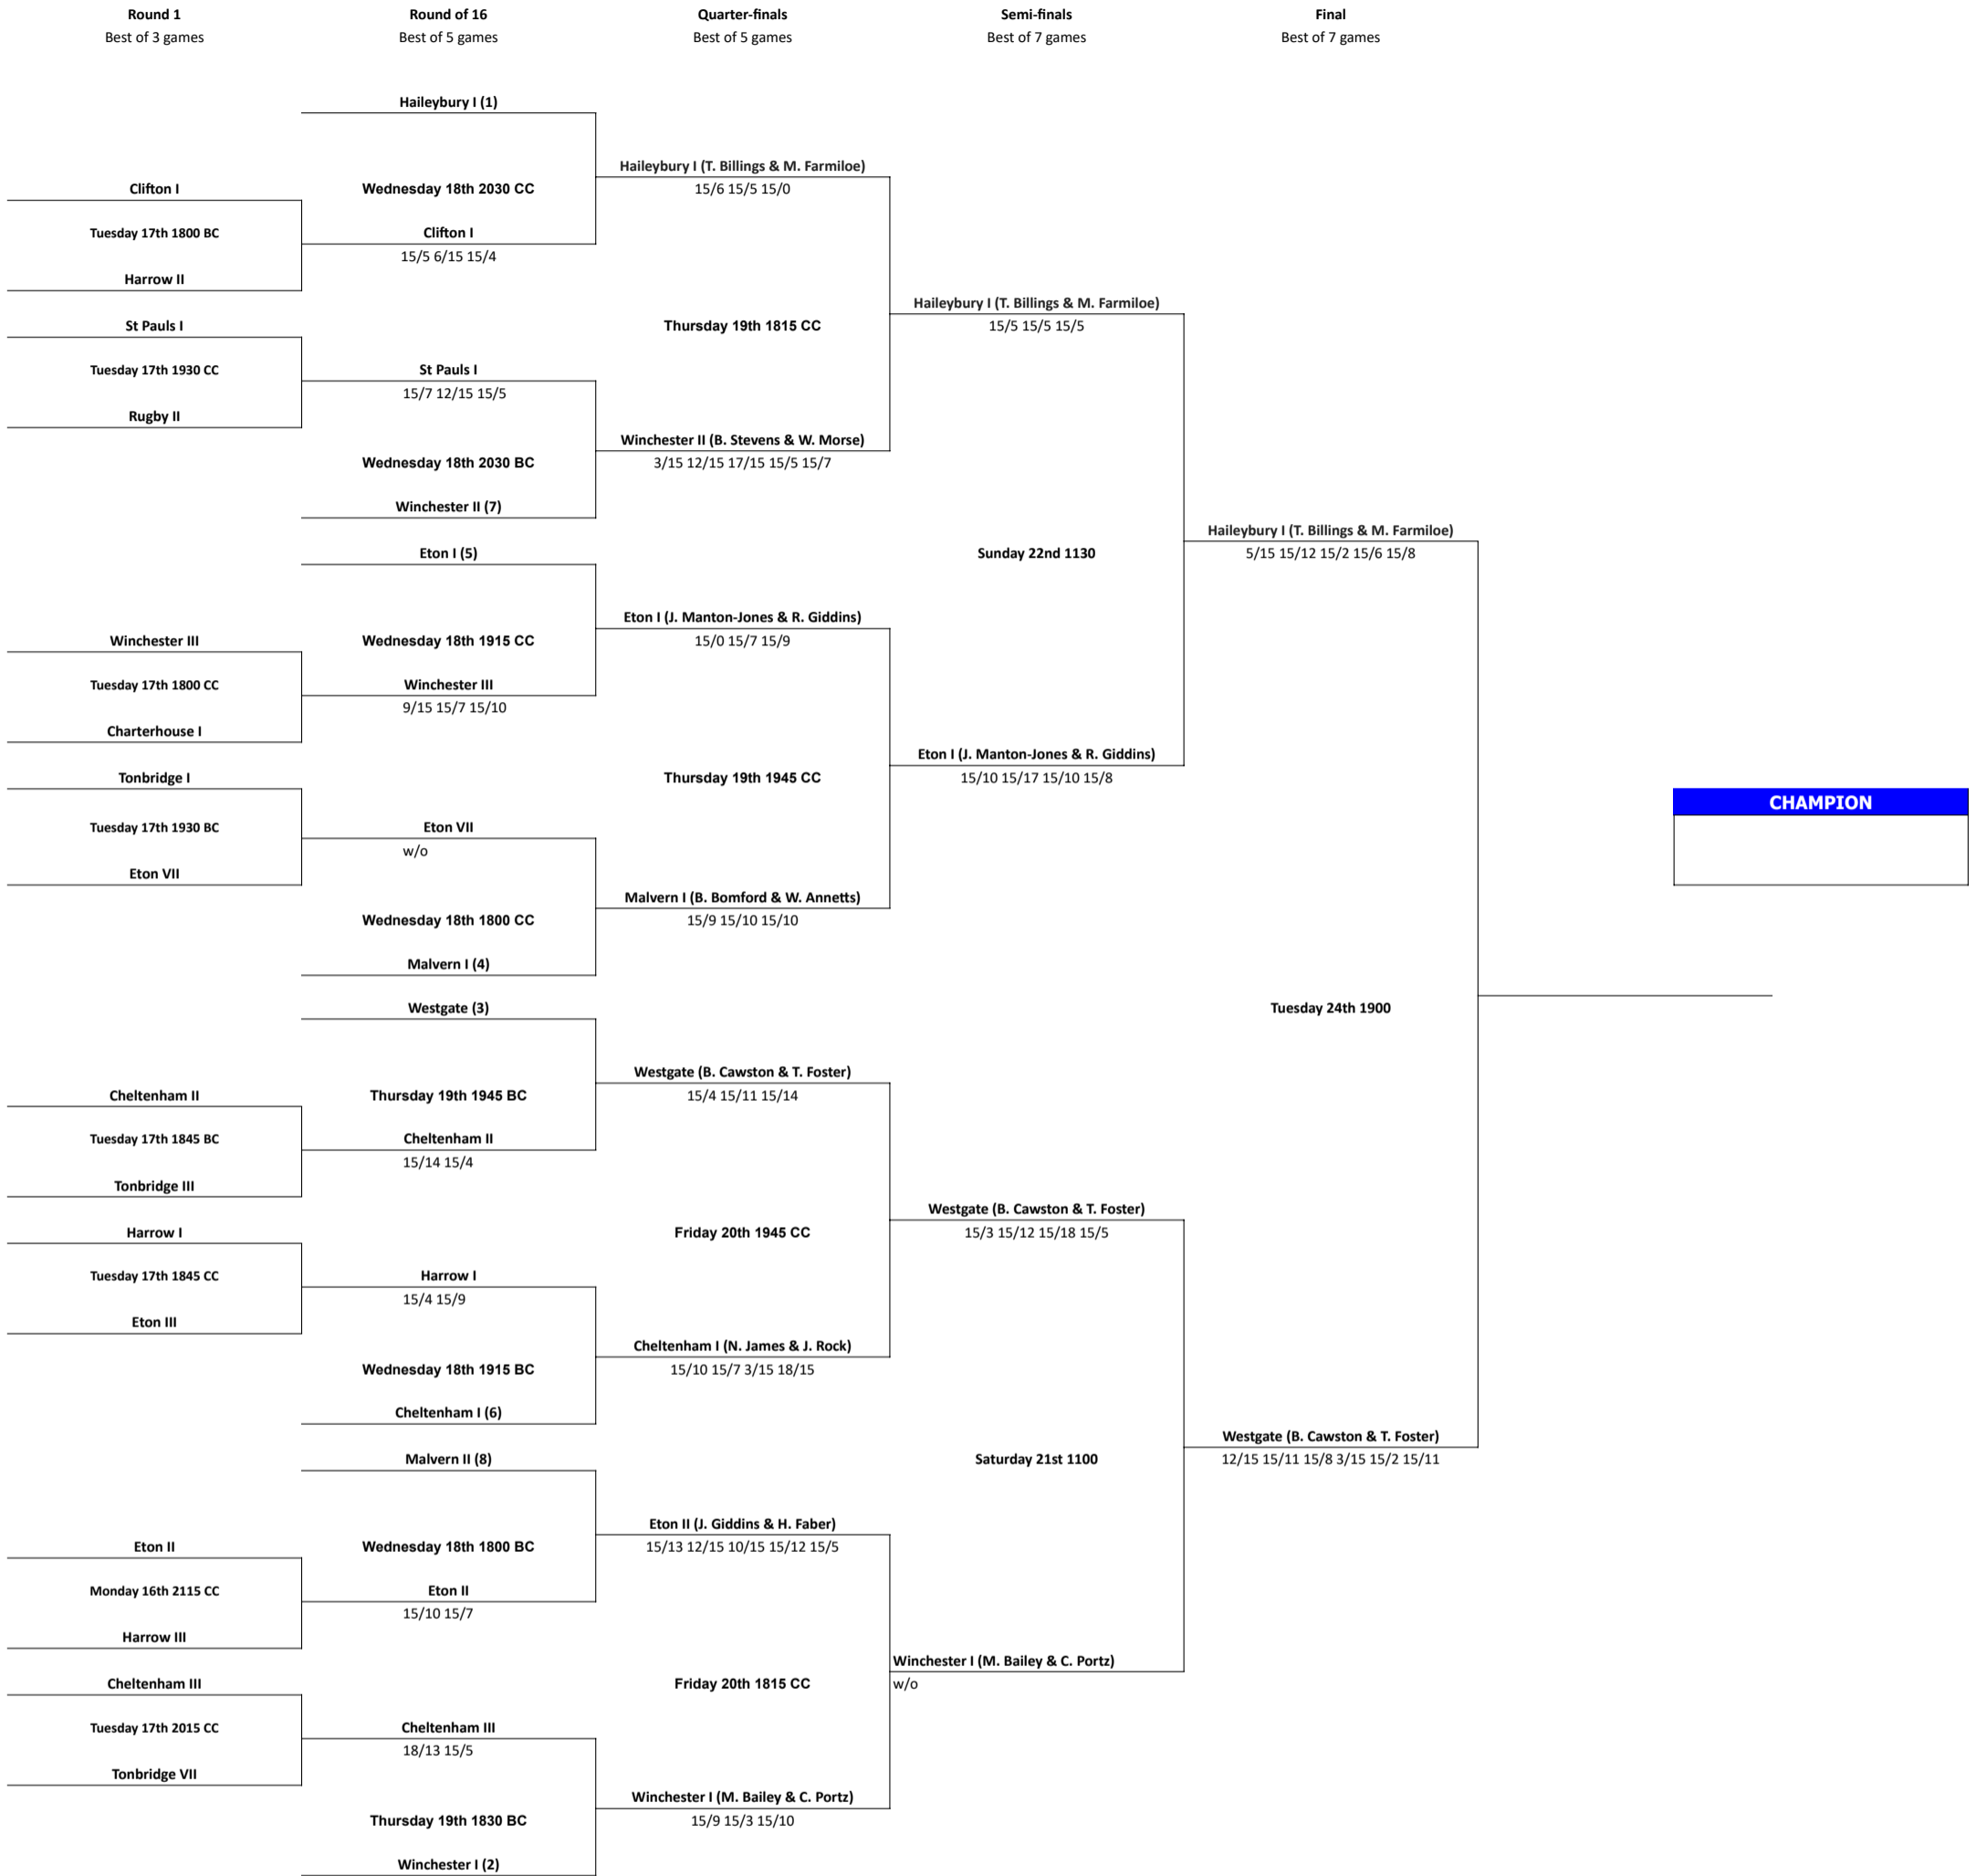 Round 1
Best of 3 games
Round of 16
Best of 5 games
Quarter-finals
Best of 5 games
Semi-finals
Best of 7 games
Final
Best of 7 games
Haileybury I (1)
Haileybury I (T. Billings & M. Farmiloe)
15/6 15/5 15/0
Clifton I
Wednesday 18th 2030 CC
Tuesday 17th 1800 BC
Clifton I
15/5 6/15 15/4
Harrow II
Haileybury I (T. Billings & M. Farmiloe)
15/5 15/5 15/5
St Pauls I
Thursday 19th 1815 CC
Tuesday 17th 1930 CC
St Pauls I
15/7 12/15 15/5
Rugby II
Winchester II (B. Stevens & W. Morse)
3/15 12/15 17/15 15/5 15/7
Wednesday 18th 2030 BC
Winchester II (7)
Haileybury I (T. Billings & M. Farmiloe)
5/15 15/12 15/2 15/6 15/8
Eton I (5)
Sunday 22nd 1130
Eton I (J. Manton-Jones & R. Giddins)
15/0 15/7 15/9
Winchester III
Wednesday 18th 1915 CC
Tuesday 17th 1800 CC
Winchester III
9/15 15/7 15/10
Charterhouse I
Eton I (J. Manton-Jones & R. Giddins)
15/10 15/17 15/10 15/8
Tonbridge I
Thursday 19th 1945 CC
CHAMPION
Tuesday 17th 1930 BC
Eton VII
w/o
Eton VII
Malvern I (B. Bomford & W. Annetts)
15/9 15/10 15/10
Wednesday 18th 1800 CC
Malvern I (4)
Westgate (3)
Tuesday 24th 1900
Westgate (B. Cawston & T. Foster)
15/4 15/11 15/14
Cheltenham II
Thursday 19th 1945 BC
Tuesday 17th 1845 BC
Cheltenham II
15/14 15/4
Tonbridge III
Westgate (B. Cawston & T. Foster)
15/3 15/12 15/18 15/5
Harrow I
Friday 20th 1945 CC
Tuesday 17th 1845 CC
Harrow I
15/4 15/9
Eton III
Cheltenham I (N. James & J. Rock)
15/10 15/7 3/15 18/15
Wednesday 18th 1915 BC
Cheltenham I (6)
Westgate (B. Cawston & T. Foster)
12/15 15/11 15/8 3/15 15/2 15/11
Malvern II (8)
Saturday 21st 1100
Eton II (J. Giddins & H. Faber)
15/13 12/15 10/15 15/12 15/5
Eton II
Wednesday 18th 1800 BC
Monday 16th 2115 CC
Eton II
15/10 15/7
Harrow III
Winchester I (M. Bailey & C. Portz)
w/o
Cheltenham III
Friday 20th 1815 CC
Tuesday 17th 2015 CC
Cheltenham III
18/13 15/5
Tonbridge VII
Winchester I (M. Bailey & C. Portz)
15/9 15/3 15/10
Thursday 19th 1830 BC
Winchester I (2)